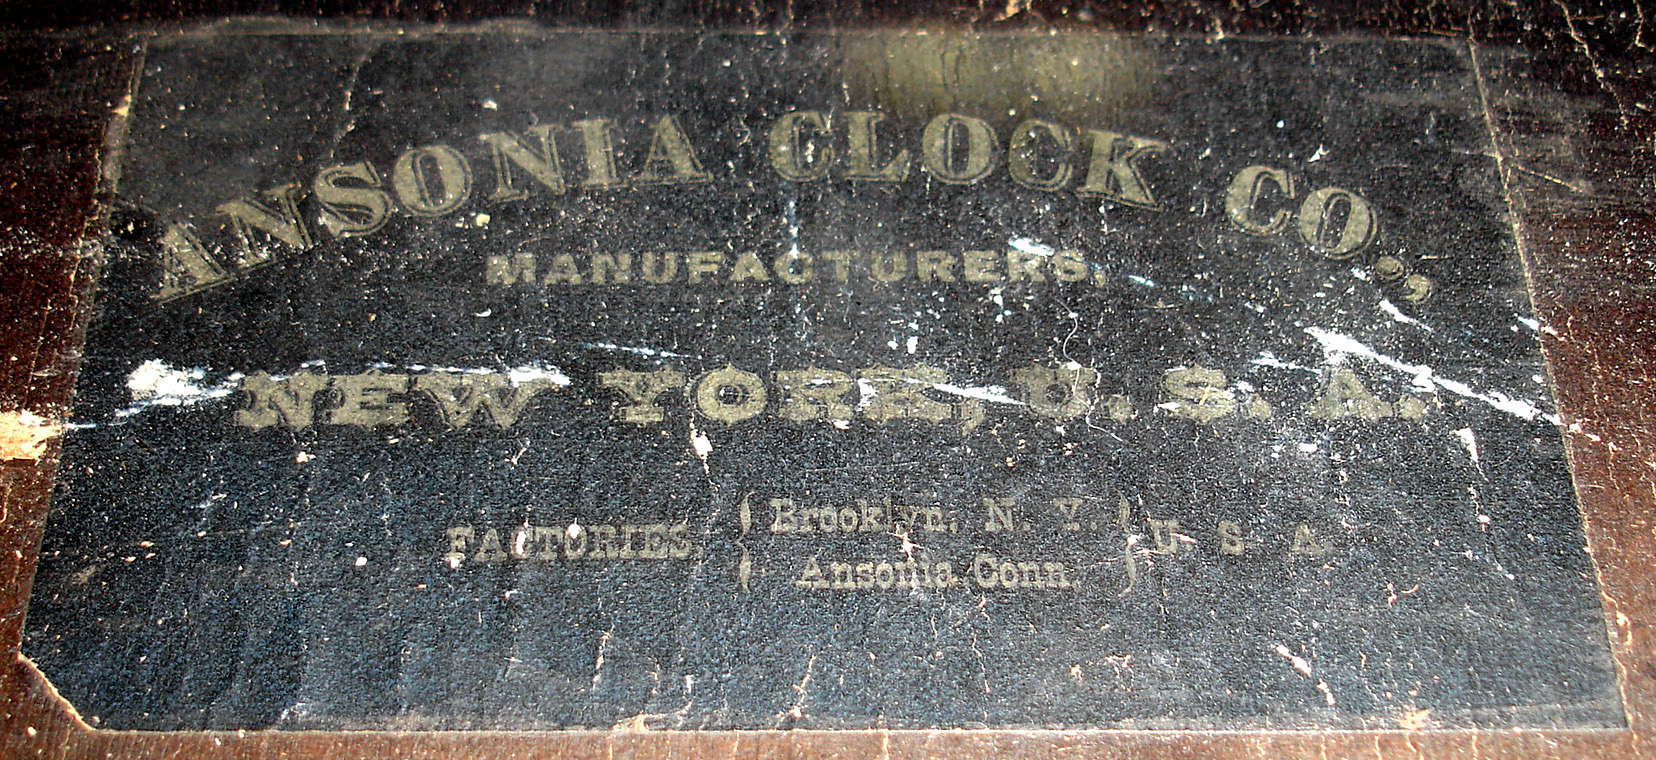 ANSONIA CLOCK CO.,
MANUFACTURERS,
NEW YORK, U. S. A.
FACTORIES { Brooklyn, N. Y. } U. S. A.
Ansonia Conn.